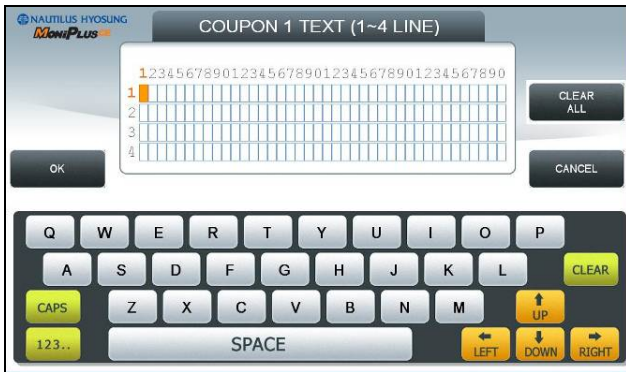 NAUTILUS HYOSUNG
MoniPlus
COUPON 1 TEXT (1~4 LINE)
1234567890123456789012345678901234567890
1
2
3
4
CLEAR ALL
OK
CANCEL
Q W E R T Y U I O P
A S D F G H J K L CLEAR
CAPS Z X C V B N M UP
123.. SPACE LEFT DOWN RIGHT